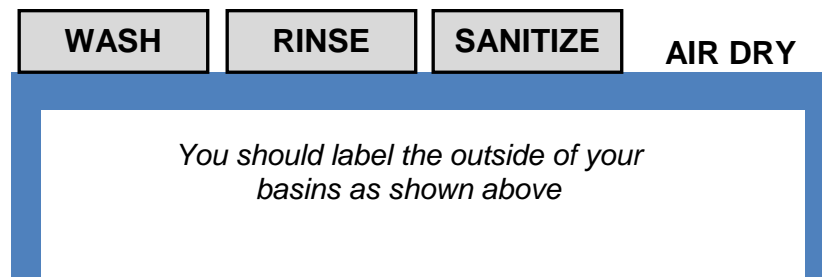 WASH RINSE SANITIZE AIR DRY
You should label the outside of your
basins as shown above